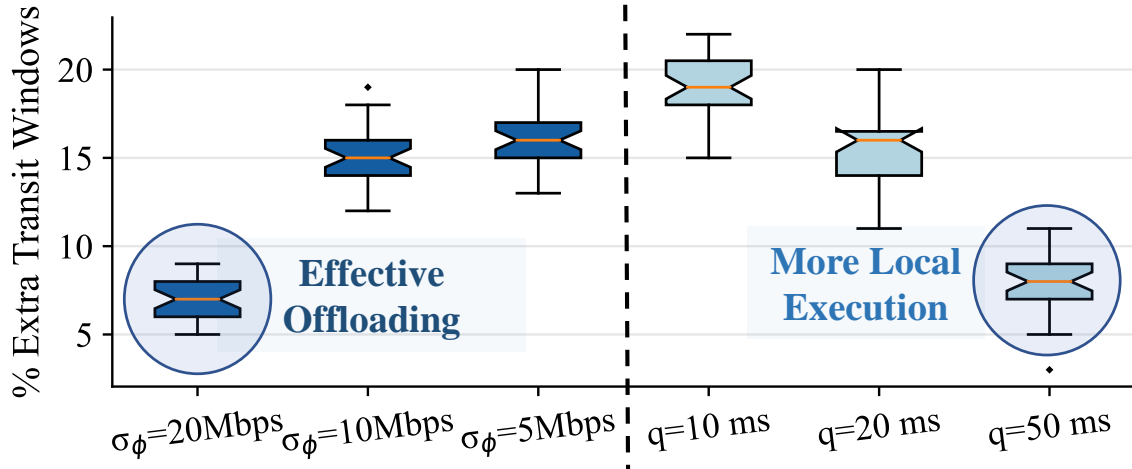 % Extra Transit Windows
20
15
10
5
Effective
Offloading
More Local
Execution
σϕ=20Mbps
σϕ=10Mbps
σϕ=5Mbps
q=10 ms
q=20 ms
q=50 ms